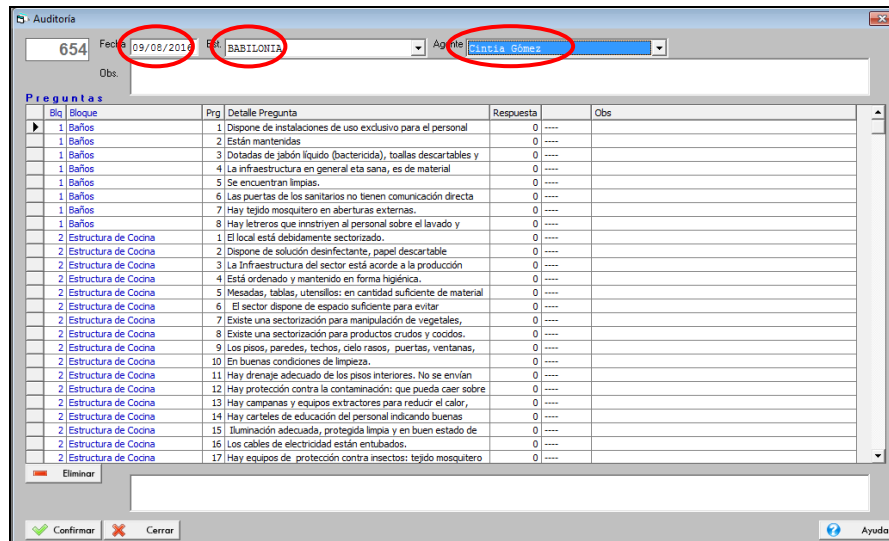 Auditoría
654 Fecha 09/08/2016 Est. BABILONIA Agente Cintia Gómez
Obs.
Preguntas
Blq Bloque Prg Detalle Pregunta Respuesta Obs
1 Baños 1 Dispone de instalaciones de uso exclusivo para el personal 0 ----
1 Baños 2 Están mantenidas 0 ----
1 Baños 3 Dotadas de jabón líquido (bactericida), toallas descartables y 0 ----
1 Baños 4 La infraestructura en general eta sana, es de material 0 ----
1 Baños 5 Se encuentran limpias. 0 ----
1 Baños 6 Las puertas de los sanitarios no tienen comunicación directa 0 ----
1 Baños 7 Hay tejido mosquitero en aberturas externas. 0 ----
1 Baños 8 Hay letreros que innstriyen al personal sobre el lavado y 0 ----
2 Estructura de Cocina 1 El local está debidamente sectorizado. 0 ----
2 Estructura de Cocina 2 Dispone de solución desinfectante, papel descartable 0 ----
2 Estructura de Cocina 3 La Infraestructura del sector está acorde a la producción 0 ----
2 Estructura de Cocina 4 Está ordenado y mantenido en forma higiénica. 0 ----
2 Estructura de Cocina 5 Mesadas, tablas, utensillos: en cantidad suficiente de material 0 ----
2 Estructura de Cocina 6 El sector dispone de espacio suficiente para evitar 0 ----
2 Estructura de Cocina 7 Existe una sectorización para manipulación de vegetales, 0 ----
2 Estructura de Cocina 8 Existe una sectorización para productos crudos y cocidos. 0 ----
2 Estructura de Cocina 9 Los pisos, paredes, techos, cielo rasos, puertas, ventanas, 0 ----
2 Estructura de Cocina 10 En buenas condiciones de limpieza. 0 ----
2 Estructura de Cocina 11 Hay drenaje adecuado de los pisos interiores. No se envían 0 ----
2 Estructura de Cocina 12 Hay protección contra la contaminación: que pueda caer sobre 0 ----
2 Estructura de Cocina 13 Hay campanas y equipos extractores para reducir el calor, 0 ----
2 Estructura de Cocina 14 Hay carteles de educación del personal indicando buenas 0 ----
2 Estructura de Cocina 15 Iluminación adecuada, protegida limpia y en buen estado de 0 ----
2 Estructura de Cocina 16 Los cables de electricidad están entubados. 0 ----
2 Estructura de Cocina 17 Hay equipos de protección contra insectos: tejido mosquitero 0 ----
Eliminar
Confirmar Cerrar Ayuda